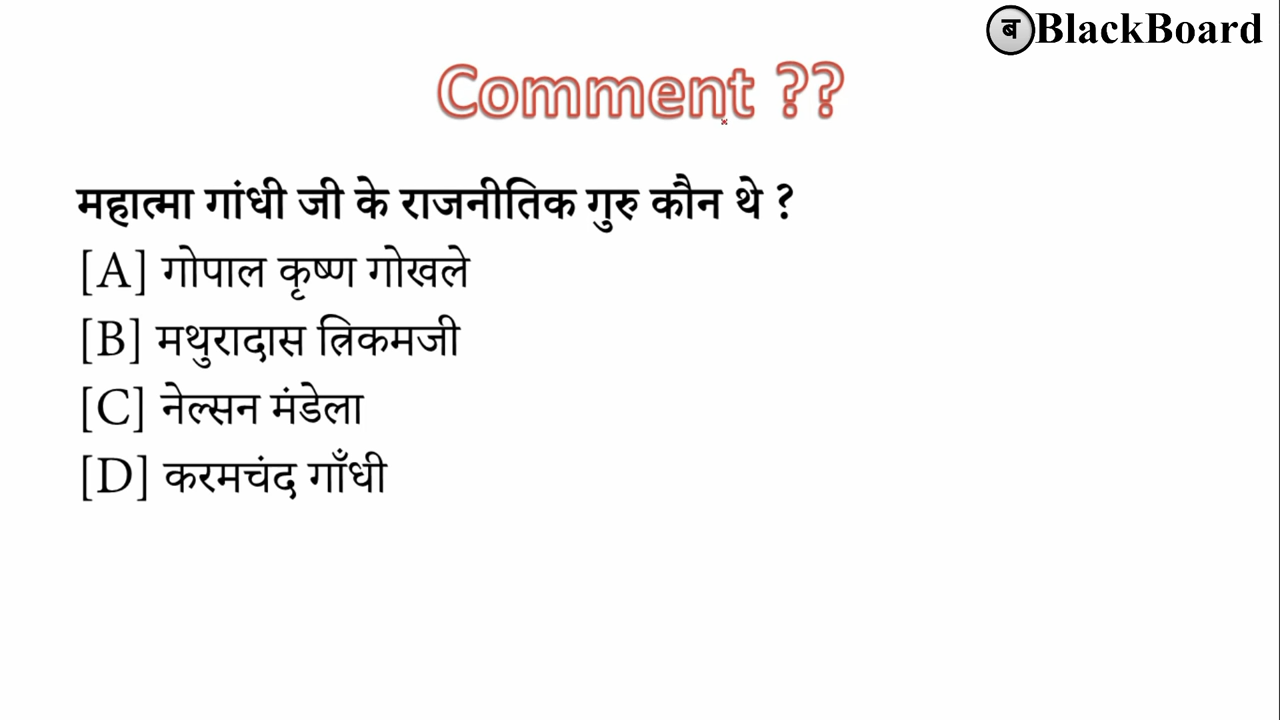 ब BlackBoard
Comment ??
महात्मा गांधी जी के राजनीतिक गुरु कौन थे ?
[A] गोपाल कृष्ण गोखले
[B] मथुरादास त्रिकमजी
[C] नेल्सन मंडेला
[D] करमचंद गाँधी